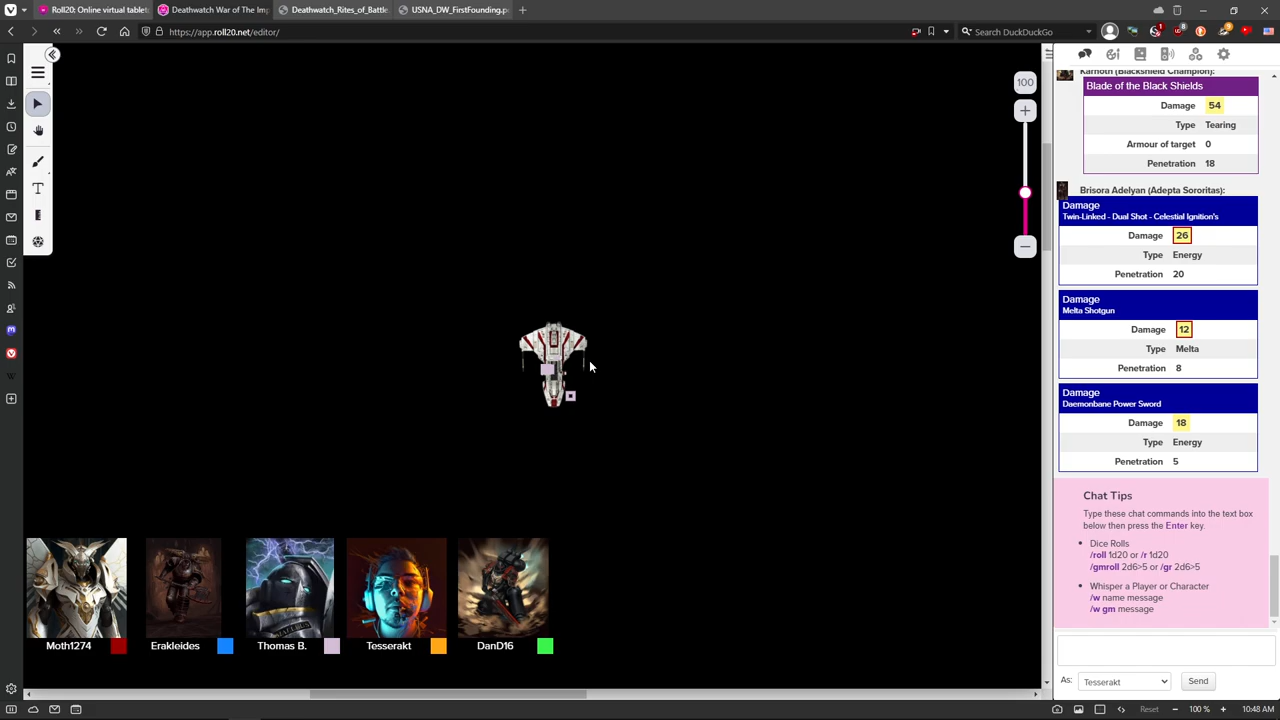 Roll20: Online virtual tablet
Deathwatch War of The Imp
Deathwatch_Rites_of_Battle
USNA_DW_FirstFounding.p
https://app.roll20.net/editor/
Search DuckDuckGo
100
Karnoth (Blackshield Champion):
Blade of the Black Shields
Damage 54
Type Tearing
Armour of target 0
Penetration 18
Brisora Adelyan (Adepta Sororitas):
Damage
Twin-Linked - Dual Shot - Celestial Ignition's
Damage 26
Type Energy
Penetration 20
Damage
Melta Shotgun
Damage 12
Type Melta
Penetration 8
Damage
Daemonbane Power Sword
Damage 18
Type Energy
Penetration 5
Chat Tips
Type these chat commands into the text box
below then press the Enter key.
Dice Rolls
/roll 1d20 or /r 1d20
/gmroll 2d6>5 or /gr 2d6>5
Whisper a Player or Character
/w name message
/w gm message
As: Tesserakt Send
Moth1274
Erakleides
Thomas B.
Tesserakt
DanD16
Reset 100 % 10:48 AM